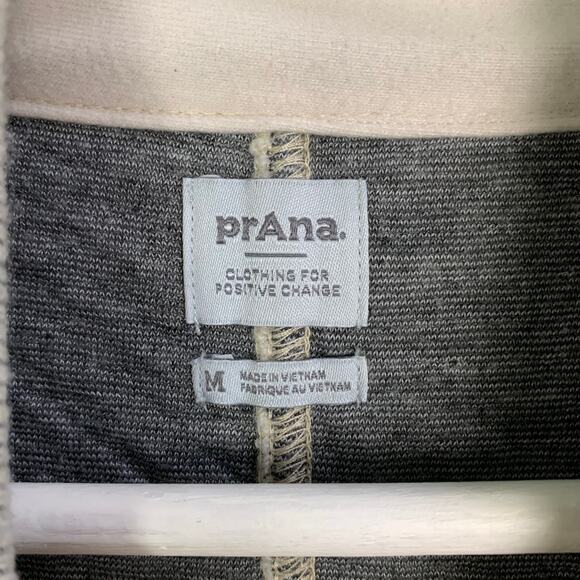 prAna.
CLOTHING FOR
POSITIVE CHANGE
M
MADE IN VIETNAM
FABRIQUE AU VIETNAM